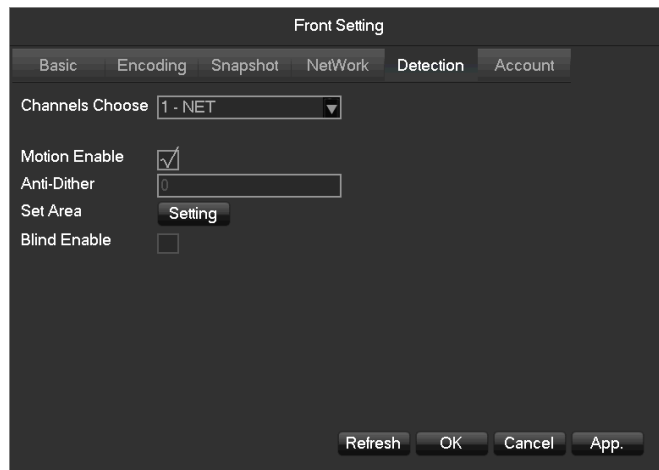 Front Setting
Basic Encoding Snapshot NetWork Detection Account
Channels Choose 1 - NET
Motion Enable
Anti-Dither 0
Set Area Setting
Blind Enable
Refresh OK Cancel App.